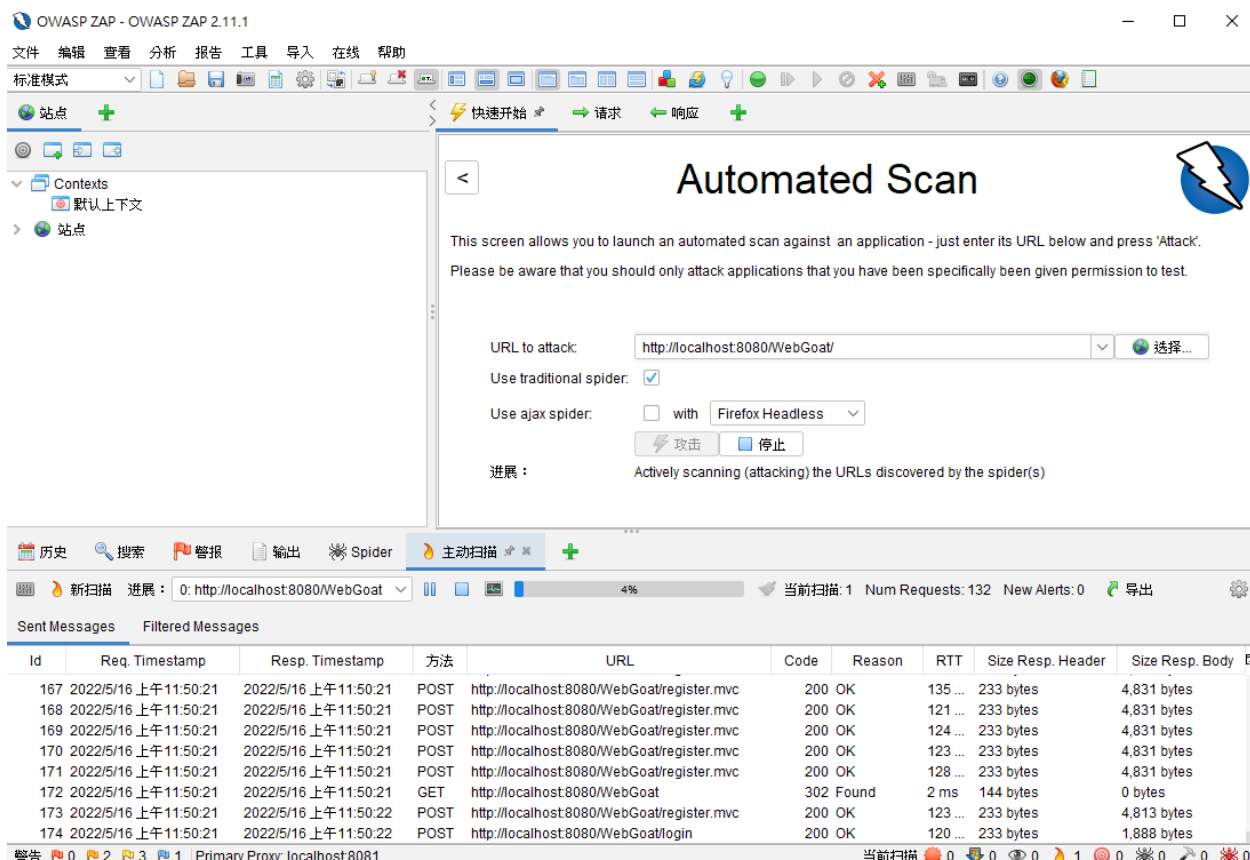 OWASP ZAP - OWASP ZAP 2.11.1
文件 编辑 查看 分析 报告 工具 导入 在线 帮助
标准模式
站点
快速开始 请求 响应
<
Automated Scan
Contexts
默认上下文
站点
This screen allows you to launch an automated scan against an application - just enter its URL below and press 'Attack'.
Please be aware that you should only attack applications that you have been specifically been given permission to test.
URL to attack: http://localhost:8080/WebGoat/ 选择...
Use traditional spider:
Use ajax spider: with Firefox Headless
攻击 停止
进展： Actively scanning (attacking) the URLs discovered by the spider(s)
历史 搜索 警报 输出 Spider 主动扫描
新扫描 进展： 0: http://localhost:8080/WebGoat 4% 当前扫描: 1 Num Requests: 132 New Alerts: 0 导出
Sent Messages Filtered Messages
Id Req. Timestamp Resp. Timestamp 方法 URL Code Reason RTT Size Resp. Header Size Resp. Body
167 2022/5/16 上午11:50:21 2022/5/16 上午11:50:21 POST http://localhost:8080/WebGoat/register.mvc 200 OK 135 ... 233 bytes 4,831 bytes
168 2022/5/16 上午11:50:21 2022/5/16 上午11:50:21 POST http://localhost:8080/WebGoat/register.mvc 200 OK 121 ... 233 bytes 4,831 bytes
169 2022/5/16 上午11:50:21 2022/5/16 上午11:50:21 POST http://localhost:8080/WebGoat/register.mvc 200 OK 124 ... 233 bytes 4,831 bytes
170 2022/5/16 上午11:50:21 2022/5/16 上午11:50:21 POST http://localhost:8080/WebGoat/register.mvc 200 OK 123 ... 233 bytes 4,831 bytes
171 2022/5/16 上午11:50:21 2022/5/16 上午11:50:21 POST http://localhost:8080/WebGoat/register.mvc 200 OK 128 ... 233 bytes 4,831 bytes
172 2022/5/16 上午11:50:21 2022/5/16 上午11:50:21 GET http://localhost:8080/WebGoat 302 Found 2 ms 144 bytes 0 bytes
173 2022/5/16 上午11:50:21 2022/5/16 上午11:50:22 POST http://localhost:8080/WebGoat/register.mvc 200 OK 123 ... 233 bytes 4,813 bytes
174 2022/5/16 上午11:50:21 2022/5/16 上午11:50:22 POST http://localhost:8080/WebGoat/login 200 OK 120 ... 233 bytes 1,888 bytes
警告 0 2 3 1 Primary Proxy: localhost:8081 当前扫描 0 0 0 1 0 0 0 0